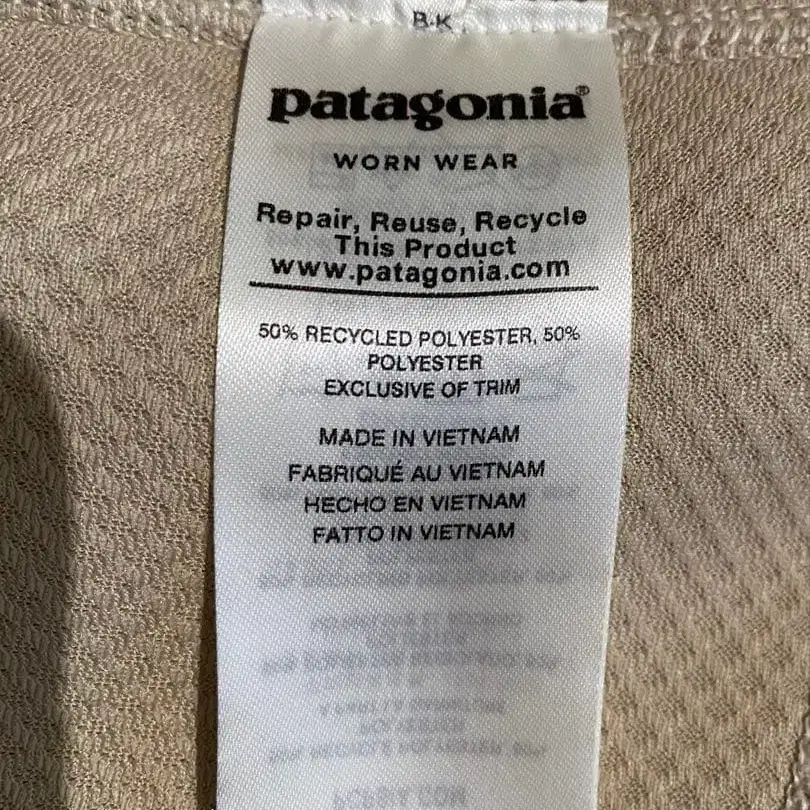 B.K
patagonia®
WORN WEAR
Repair, Reuse, Recycle
This Product
www.patagonia.com
50% RECYCLED POLYESTER, 50%
POLYESTER
EXCLUSIVE OF TRIM
MADE IN VIETNAM
FABRIQUÉ AU VIETNAM
HECHO EN VIETNAM
FATTO IN VIETNAM